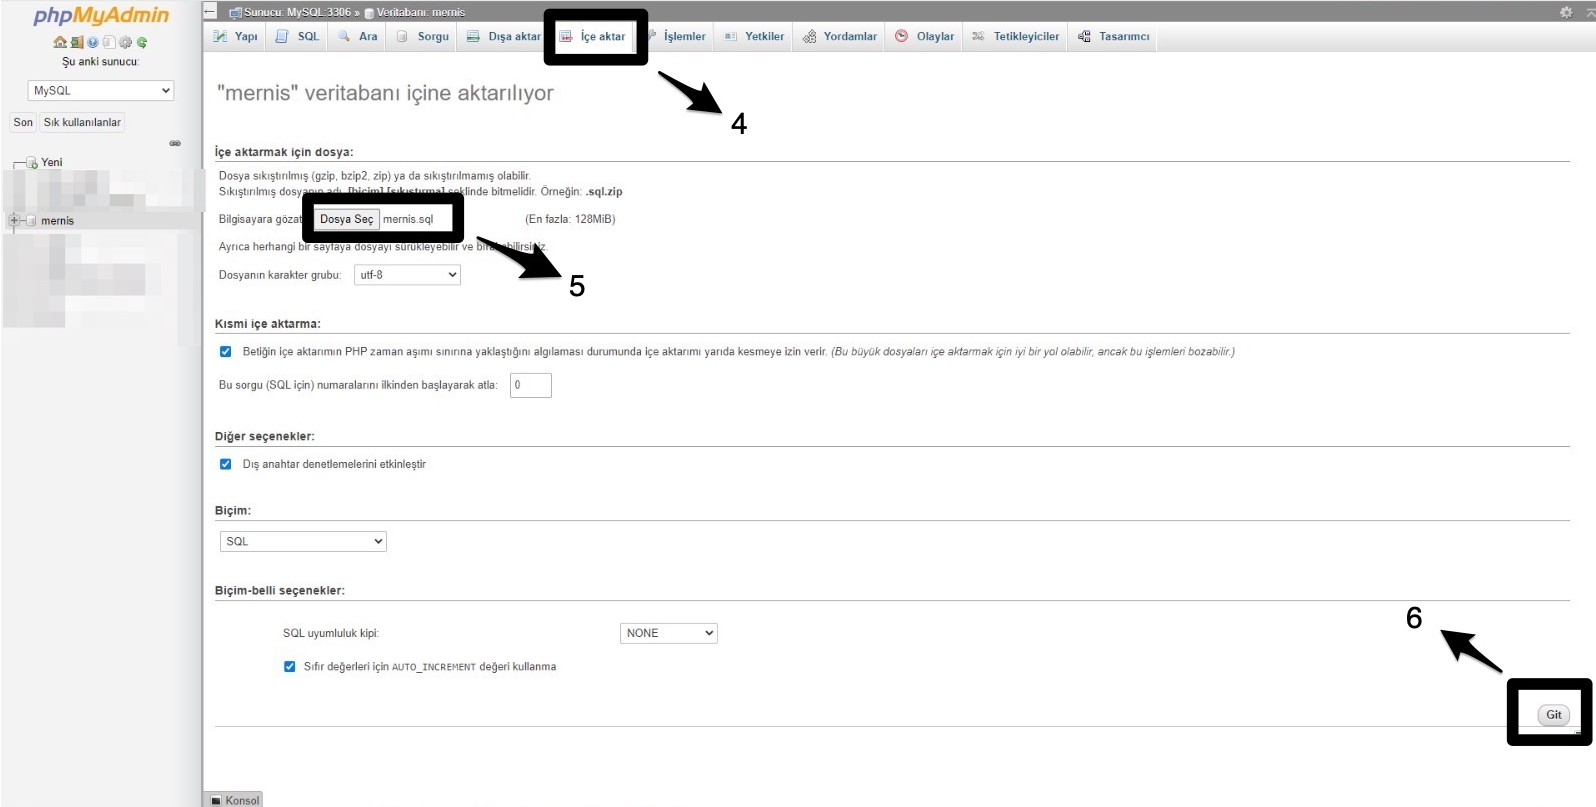 phpMyAdmin
Şu anki sunucu:
MySQL
Son Sık kullanılanlar
Yeni
mernis
Sunucu: MySQL:3306 » Veritabanı: mernis
Yapı SQL Ara Sorgu Dışa aktar İçe aktar İşlemler Yetkiler Yordamlar Olaylar Tetikleyiciler Tasarımcı
4
"mernis" veritabanı içine aktarılıyor
İçe aktarmak için dosya:
Dosya sıkıştırılmış (gzip, bzip2, zip) ya da sıkıştırılmamış olabilir.
Sıkıştırılmış dosyanın adı .[biçim].[sıkıştırma] şeklinde bitmelidir. Örneğin: .sql.zip
Bilgisayara gözat Dosya Seç mernis.sql (En fazla: 128MiB)
Ayrıca herhangi bir sayfaya dosyayı sürükleyebilir ve bırakabilirsiniz.
5
Dosyanın karakter grubu: utf-8
Kısmi içe aktarma:
Betiğin içe aktarımın PHP zaman aşımı sınırına yaklaştığını algılaması durumunda içe aktarımı yarıda kesmeye izin verir. (Bu büyük dosyaları içe aktarmak için iyi bir yol olabilir, ancak bu işlemleri bozabilir.)
Bu sorgu (SQL için) numaralarını ilkinden başlayarak atla: 0
Diğer seçenekler:
Dış anahtar denetlemelerini etkinleştir
Biçim:
SQL
Biçim-belli seçenekler:
SQL uyumluluk kipi: NONE
Sıfır değerleri için AUTO_INCREMENT değeri kullanma
6
Git
Konsol